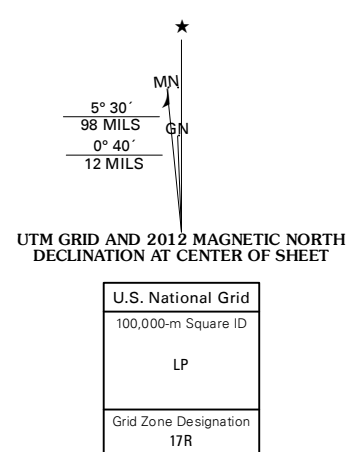 ★
MN
5° 30´
98 MILS
GN
0° 40´
12 MILS
UTM GRID AND 2012 MAGNETIC NORTH
DECLINATION AT CENTER OF SHEET
U.S. National Grid
100,000-m Square ID
LP
Grid Zone Designation
17R